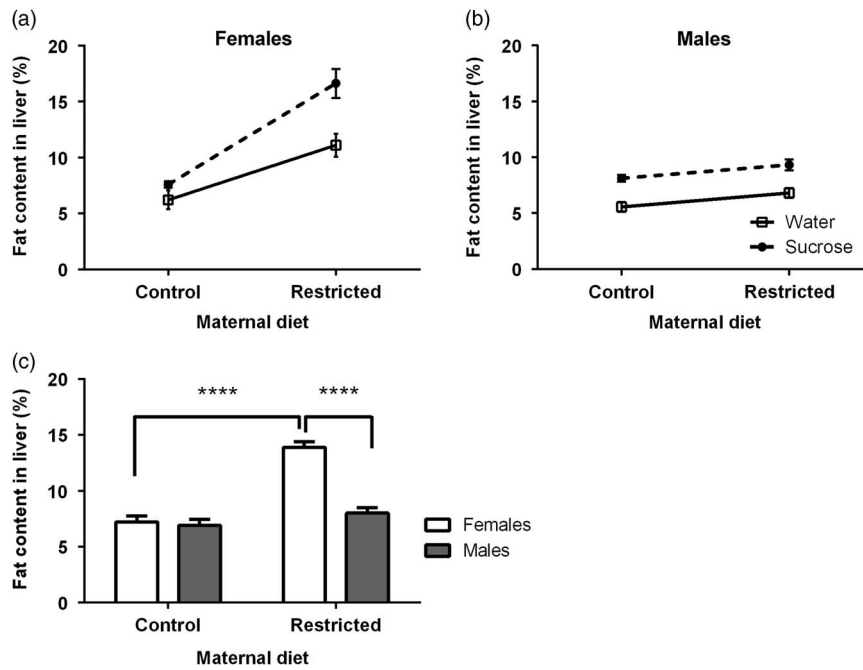 (a)
Females
20
15
10
5
0
Fat content in liver (%)
Control
Restricted
Maternal diet
(b)
Males
20
15
10
5
0
Fat content in liver (%)
Water
Sucrose
Control
Restricted
Maternal diet
(c)
20
15
10
5
0
Fat content in liver (%)
****
****
Females
Males
Control
Restricted
Maternal diet